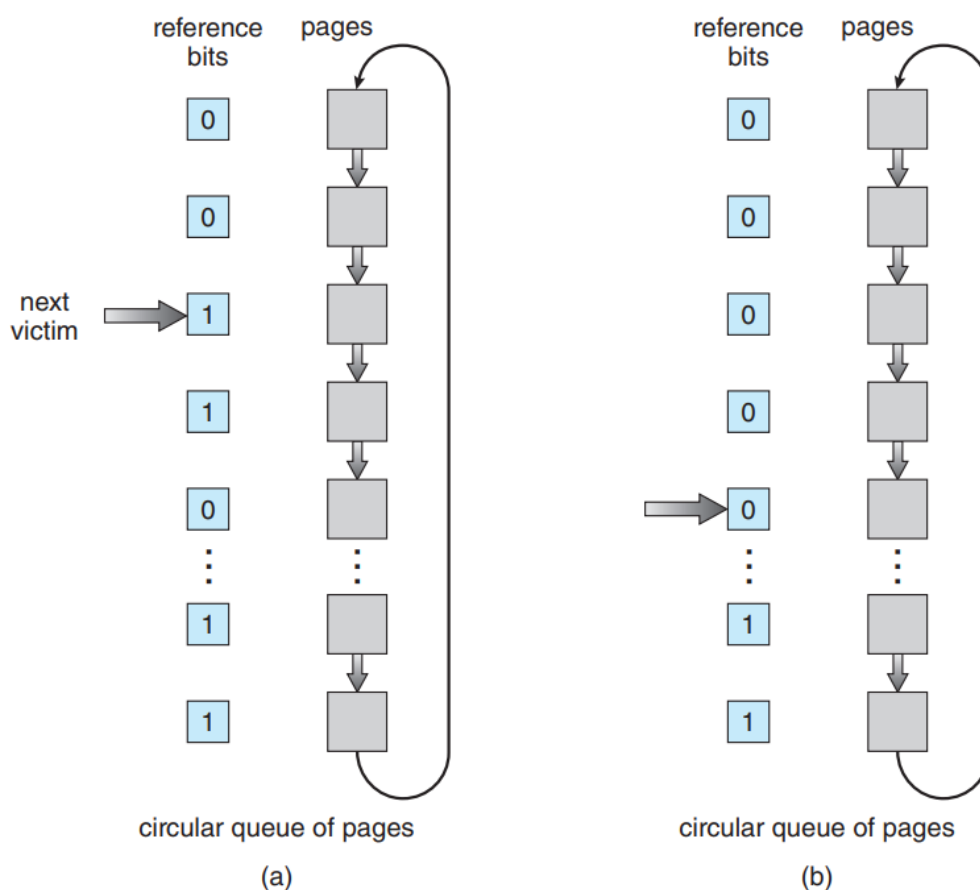 reference bits
pages
0
0
next victim
1
1
0
1
1
circular queue of pages
(a)
reference bits
pages
0
0
0
0
0
1
1
circular queue of pages
(b)